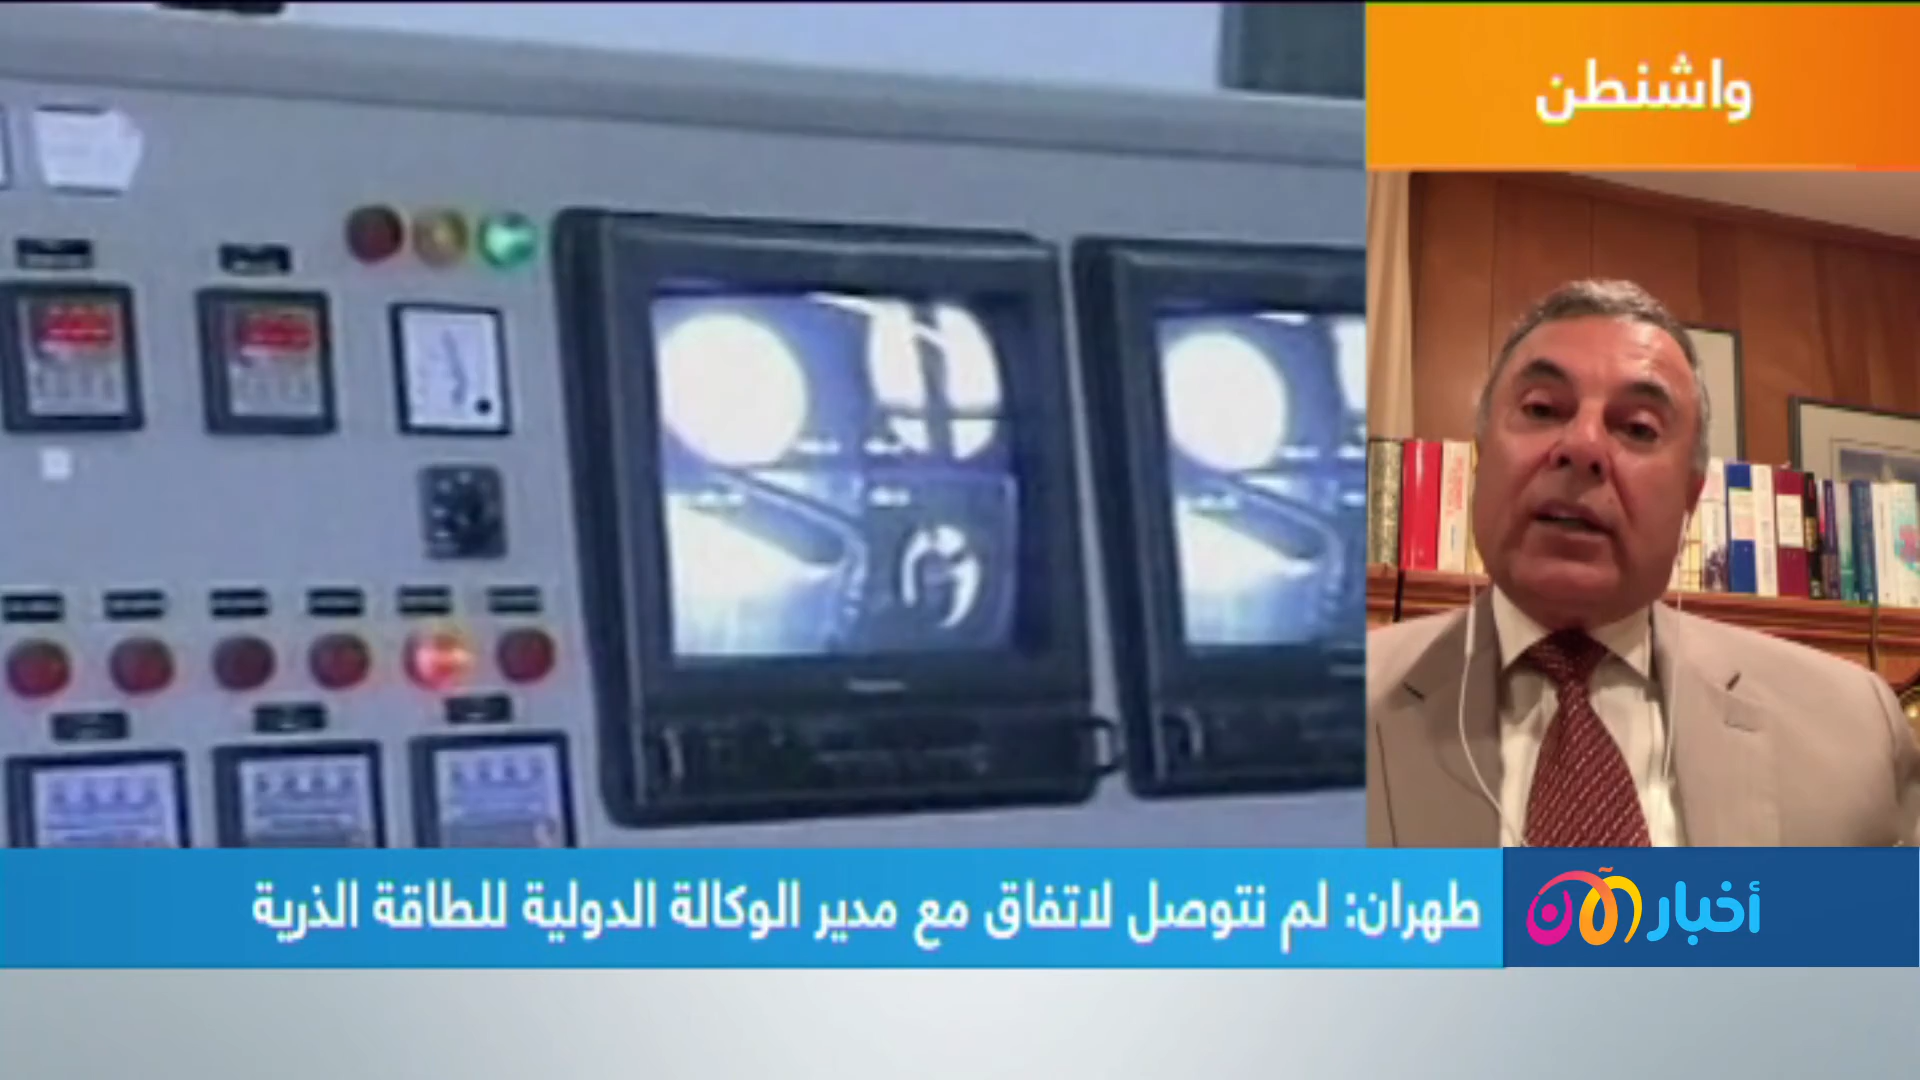 واشنطن
طهران: لم نتوصل لاتفاق مع مدير الوكالة الدولية للطاقة الذرية
أخبار الآن